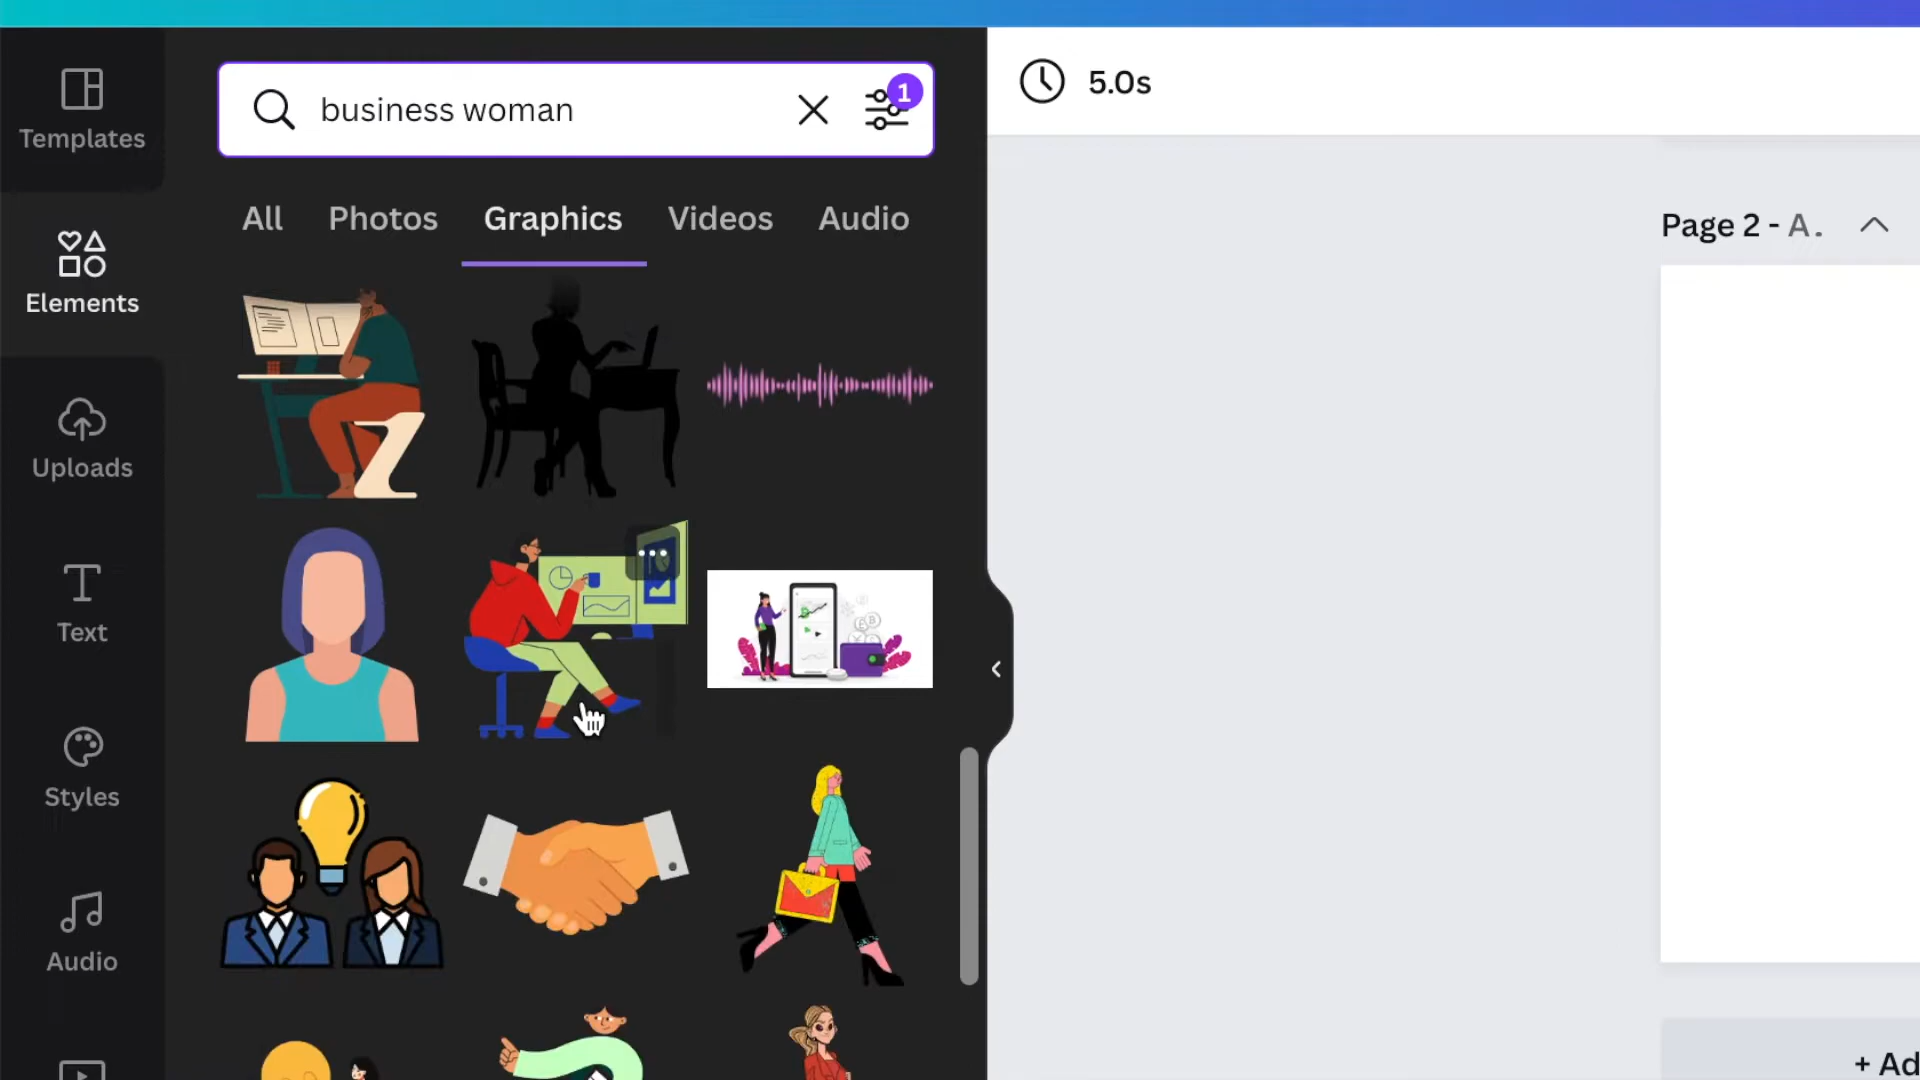 Templates
Elements
Uploads
Text
Styles
Audio
business woman
1
All Photos Graphics Videos Audio
5.0s
Page 2 - A.
+ Ad